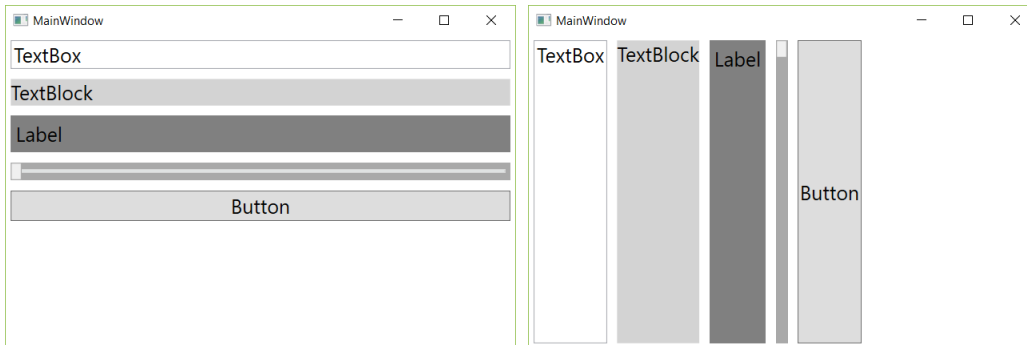 MainWindow
TextBox
TextBlock
Label
Button
MainWindow
TextBox
TextBlock
Label
Button